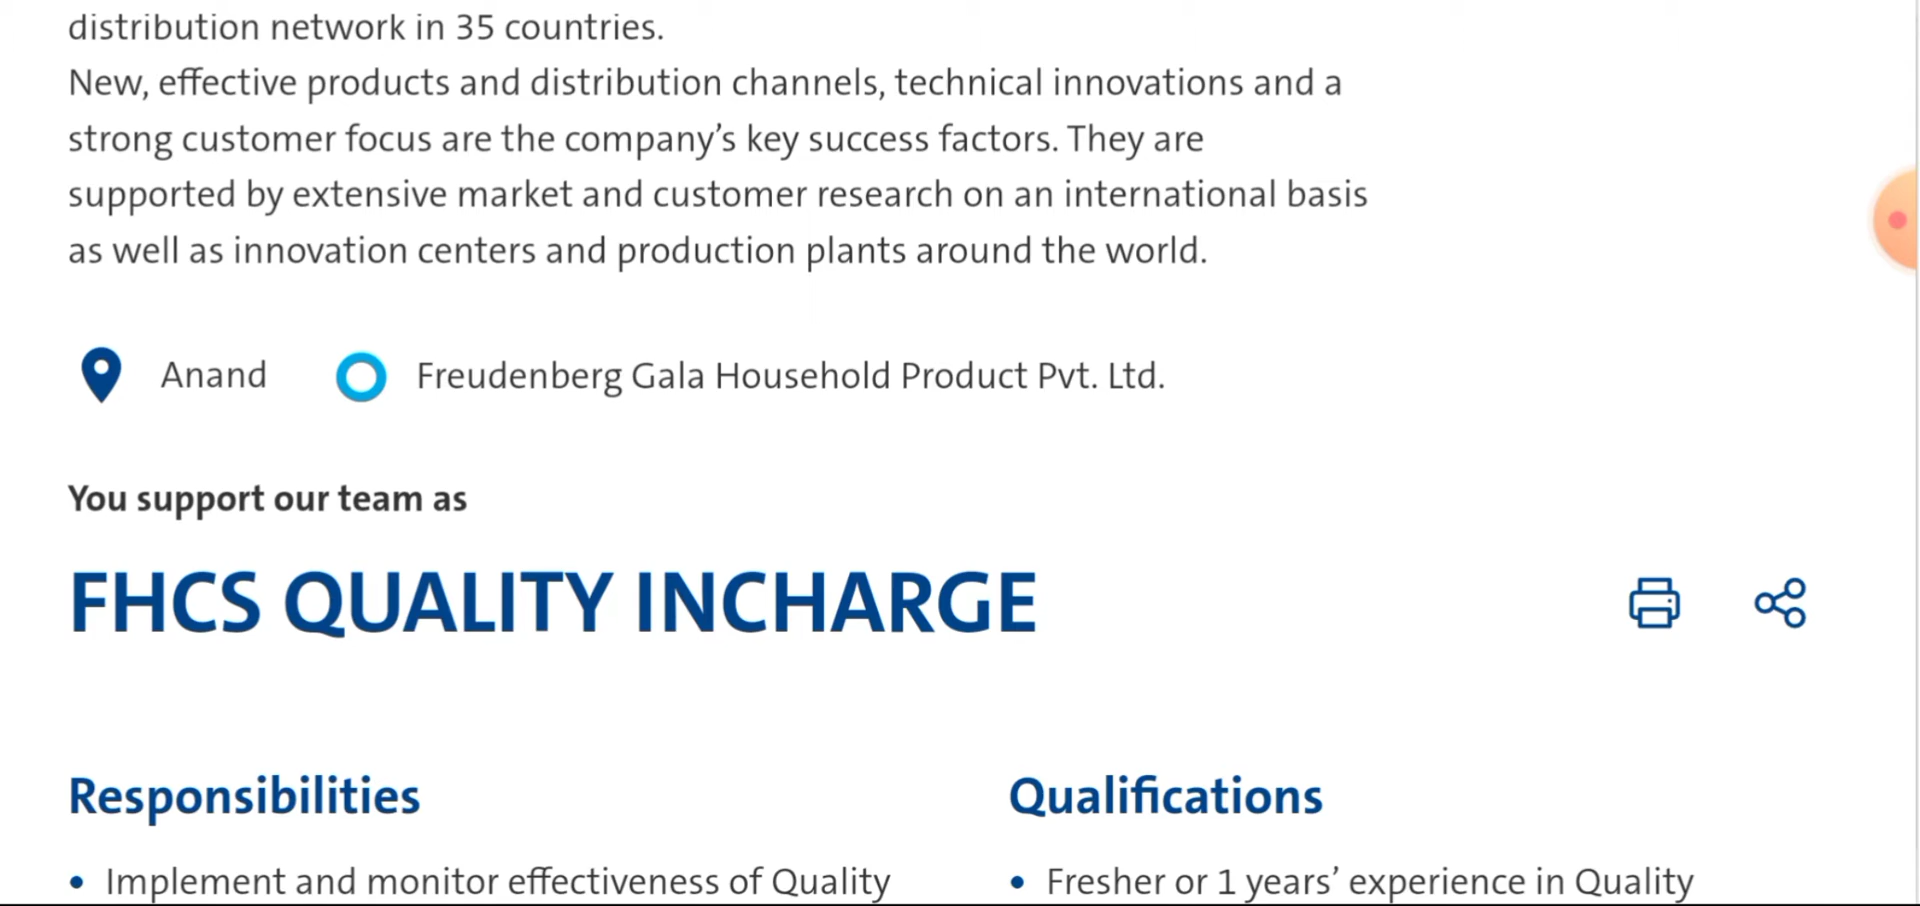 distribution network in 35 countries.
New, effective products and distribution channels, technical innovations and a
strong customer focus are the company’s key success factors. They are
supported by extensive market and customer research on an international basis
as well as innovation centers and production plants around the world.
Anand
Freudenberg Gala Household Product Pvt. Ltd.
You support our team as
FHCS QUALITY INCHARGE
Responsibilities
• Implement and monitor effectiveness of Quality
Qualifications
• Fresher or 1 years’ experience in Quality